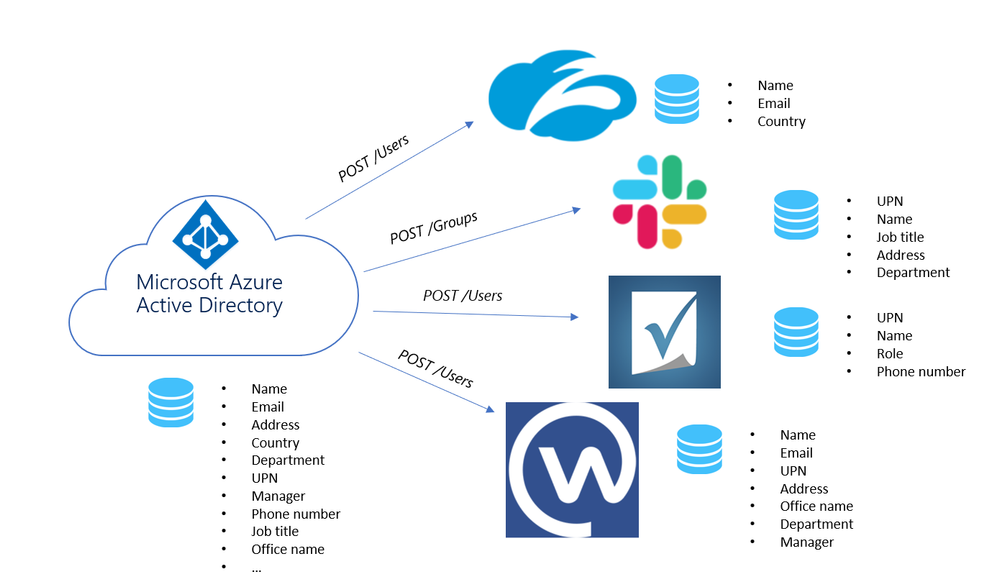 POST /Users
• Name
• Email
• Country
POST /Groups
• UPN
• Name
• Job title
• Address
• Department
Microsoft Azure
Active Directory
POST /Users
• UPN
• Name
• Role
• Phone number
POST /Users
W
• Name
• Email
• UPN
• Address
• Office name
• Department
• Manager
• Name
• Email
• Address
• Country
• Department
• UPN
• Manager
• Phone number
• Job title
• Office name
• ...